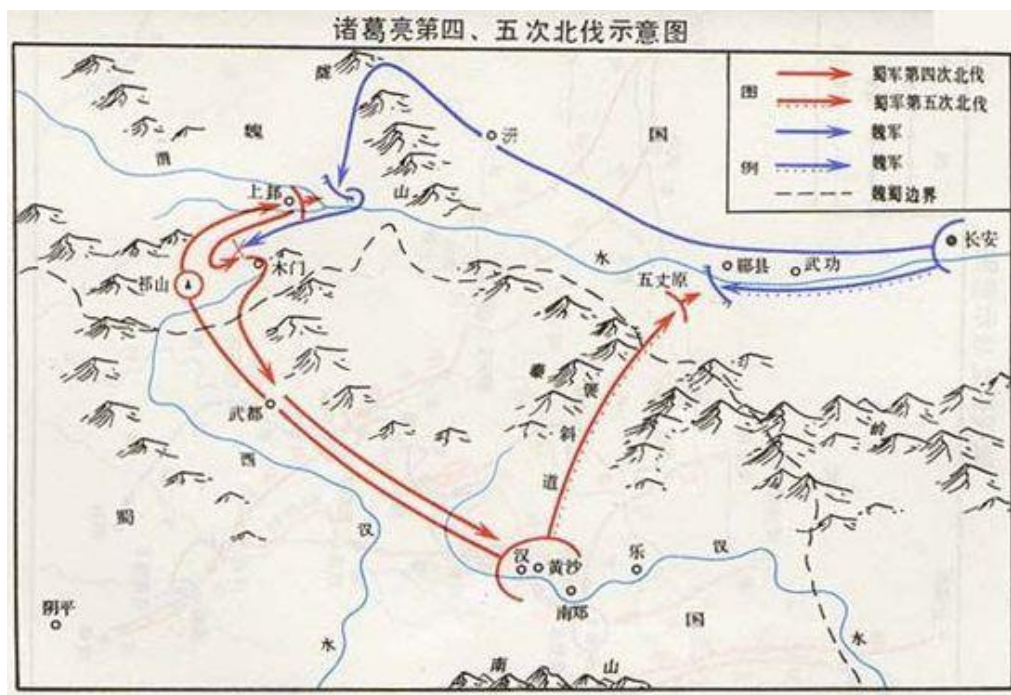 诸葛亮第四、五次北伐示意图
图例
蜀军第四次北伐
蜀军第五次北伐
魏军
魏军
魏蜀边界
陇
山
魏
国
渭
水
汧
上邽
木门
祁山
武都
长安
郿县
武功
五丈原
秦
岭
褒
斜
道
西
汉
水
蜀
国
阴平
汉
黄沙
乐
南郑
汉
水
南
山